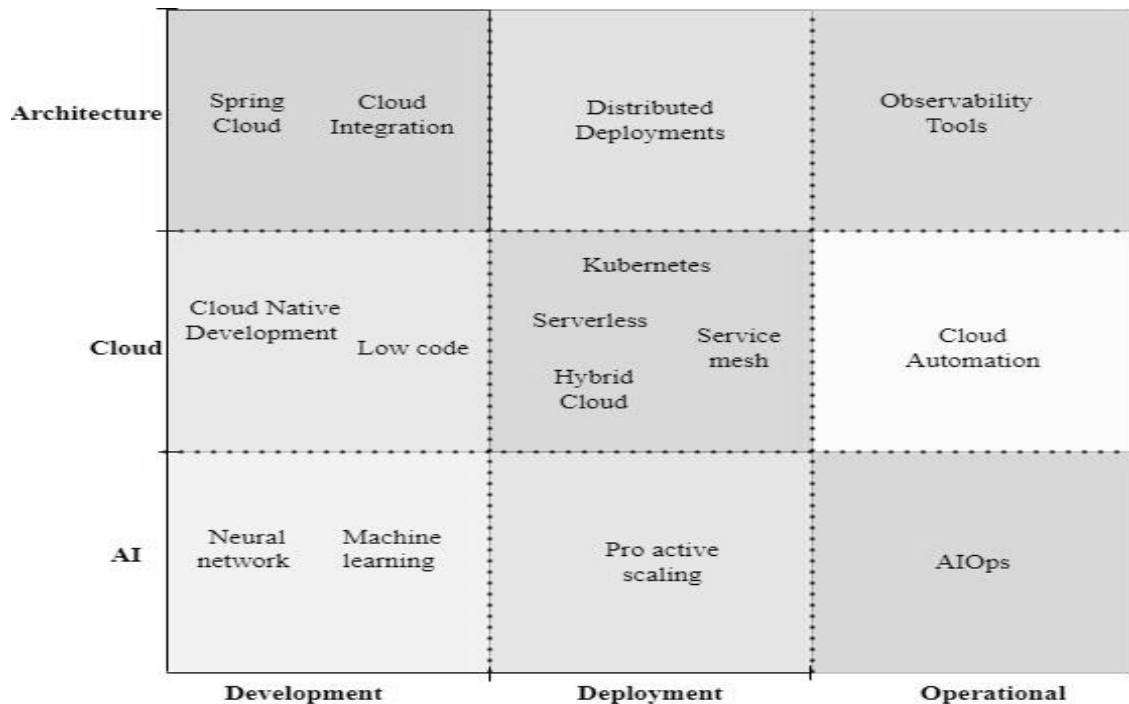 Architecture
Spring
Cloud
Cloud
Integration
Distributed
Deployments
Observability
Tools
Cloud
Cloud Native
Development
Low code
Kubernetes
Serverless
Service
mesh
Hybrid
Cloud
Cloud
Automation
AI
Neural
network
Machine
learning
Pro active
scaling
AIOps
Development
Deployment
Operational